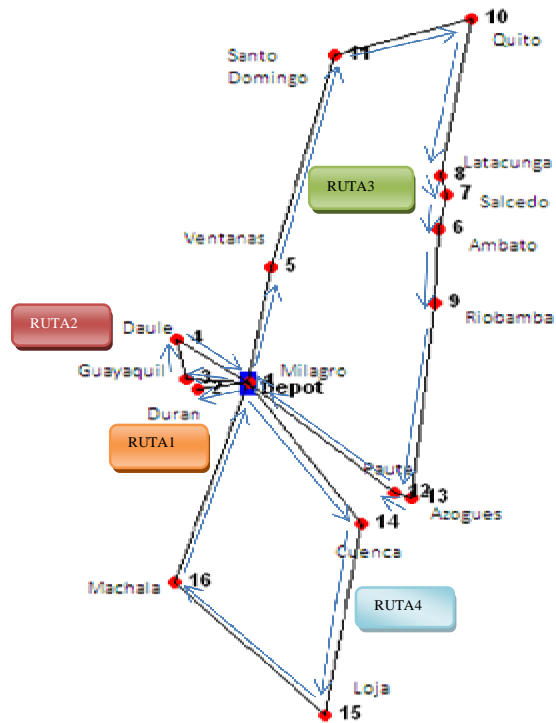 10
Quito
Santo
Domingo
11
Latacunga
8
RUTA3
7
Salcedo
6
Ambato
Ventanas
5
9
Riobamba
RUTA2
Daule
4
Guayaquil
3
1
Milagro
2
Depot
Duran
RUTA1
Paute
12
13
Azogues
14
Cuenca
Machala
16
RUTA4
Loja
15